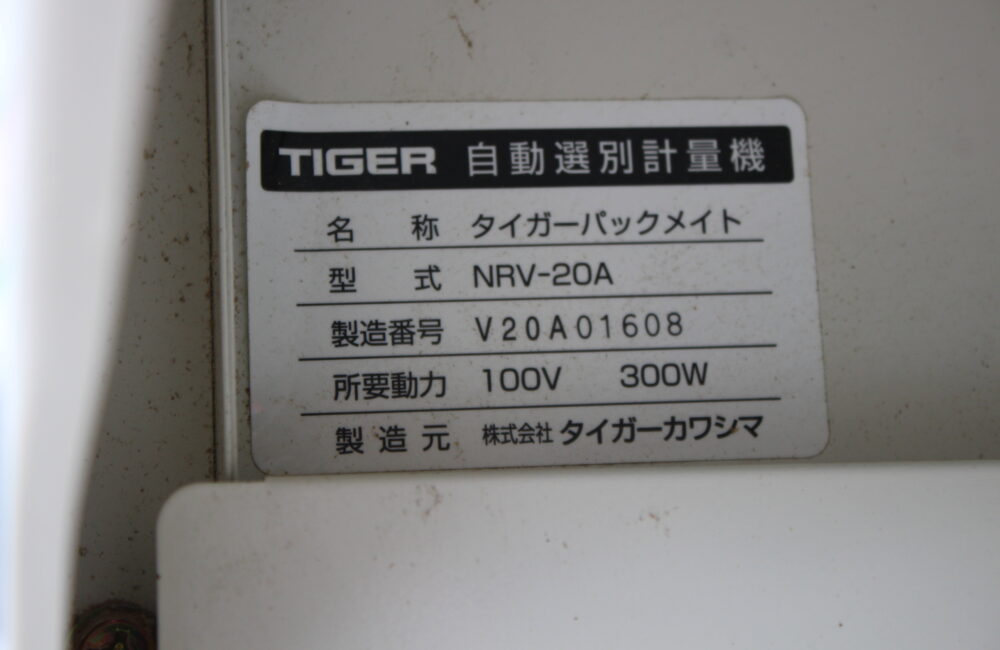 TIGER 自動選別計量機
名称 タイガーパックメイト
型式 NRV-20A
製造番号 V20A01608
所要動力 100V 300W
製造元 株式会社 タイガーカワシマ